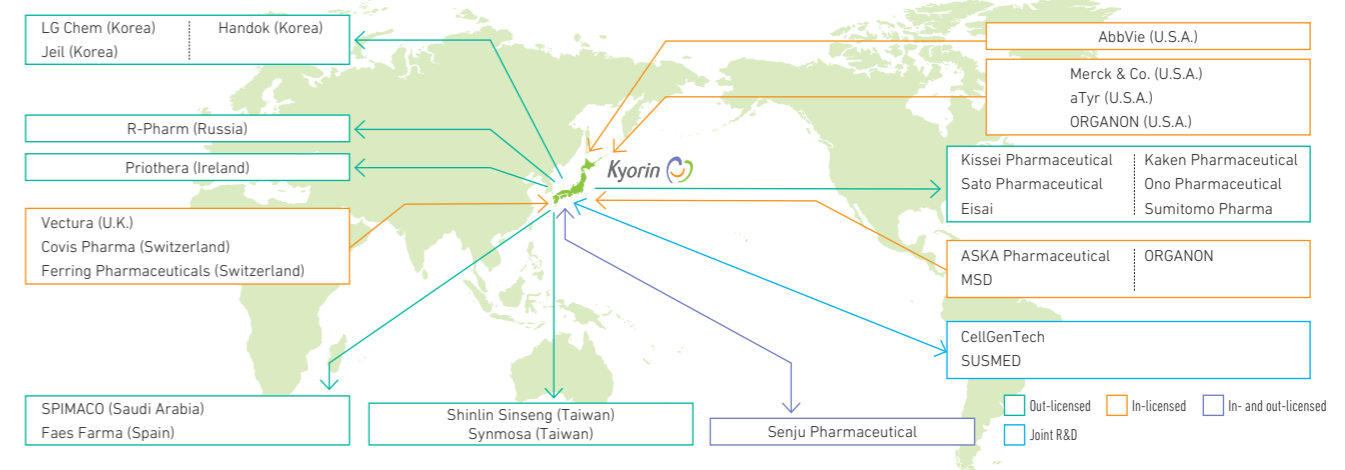 LG Chem (Korea)
Jeil (Korea)
Handok (Korea)
R-Pharm (Russia)
Priothera (Ireland)
Vectura (U.K.)
Covis Pharma (Switzerland)
Ferring Pharmaceuticals (Switzerland)
SPIMACO (Saudi Arabia)
Faes Farma (Spain)
Shinlin Sinseng (Taiwan)
Synmosa (Taiwan)
Senju Pharmaceutical
Kyorin
AbbVie (U.S.A.)
Merck & Co. (U.S.A.)
aTyr (U.S.A.)
ORGANON (U.S.A.)
Kissei Pharmaceutical
Sato Pharmaceutical
Eisai
Kaken Pharmaceutical
Ono Pharmaceutical
Sumitomo Pharma
ASKA Pharmaceutical
MSD
ORGANON
CellGenTech
SUSMED
Out-licensed
In-licensed
In- and out-licensed
Joint R&D